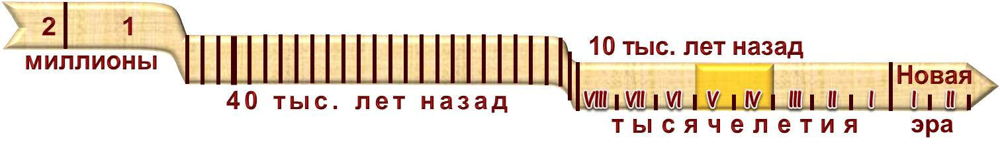 2 1
миллионы
40 тыс. лет назад
10 тыс. лет назад
VIII VII VI V IV III II I
тысячелетия
Новая
I II
эра